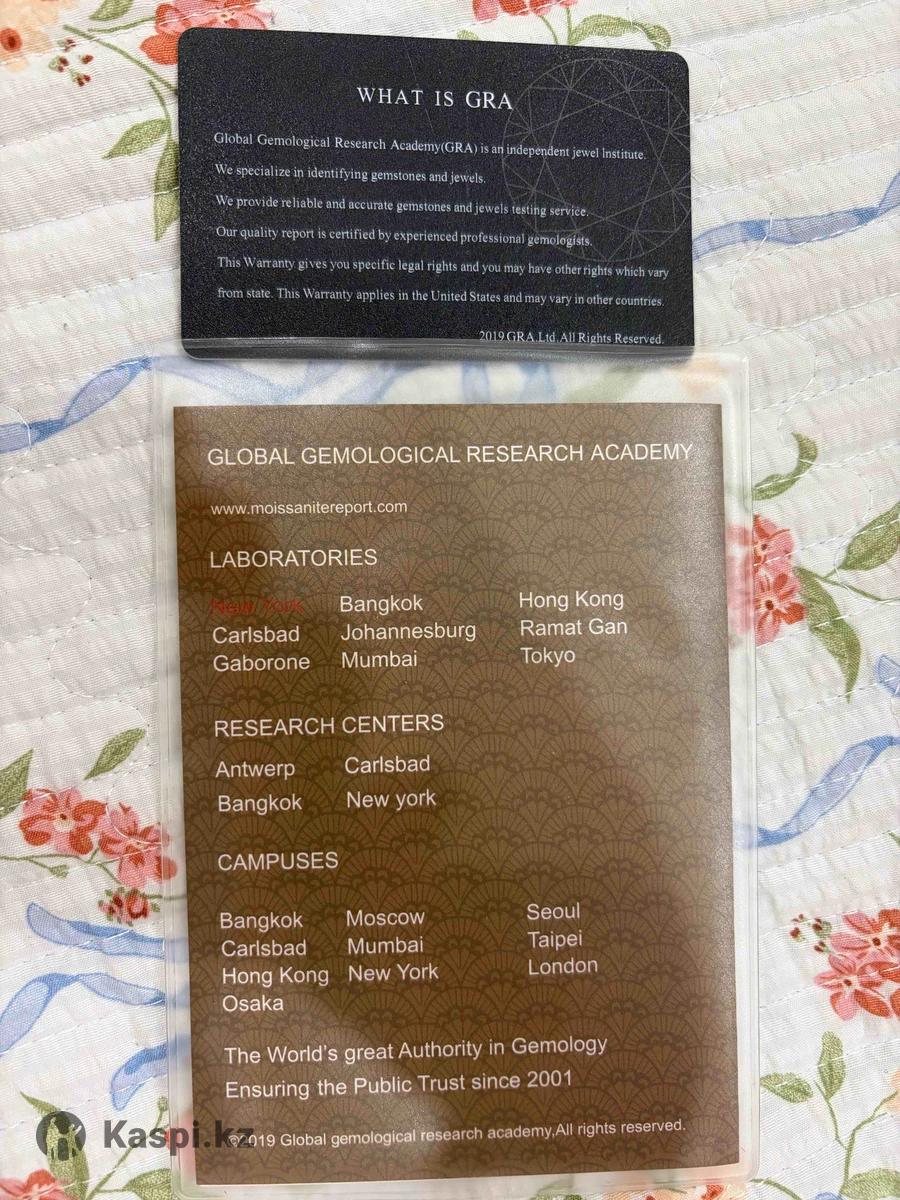 WHAT IS GRA
Global Gemological Research Academy(GRA) is an independent jewel Institute.
We specialize in identifying gemstones and jewels.
We provide reliable and accurate gemstones and jewels testing service.
Our quality report is certified by experienced professional gemologists.
This Warranty gives you specific legal rights and you may have other rights which vary
from state. This Warranty applies in the United States and may vary in other countries.
2019 GRA.Ltd.All Rights Reserved.
GLOBAL GEMOLOGICAL RESEARCH ACADEMY
www.moissanitereport.com
LABORATORIES
New York Bangkok Hong Kong
Carlsbad Johannesburg Ramat Gan
Gaborone Mumbai Tokyo
RESEARCH CENTERS
Antwerp Carlsbad
Bangkok New york
CAMPUSES
Bangkok Moscow Seoul
Carlsbad Mumbai Taipei
Hong Kong New York London
Osaka
The World's great Authority in Gemology
Ensuring the Public Trust since 2001
©2019 Global gemological research academy,All rights reserved.
Kaspi.kz